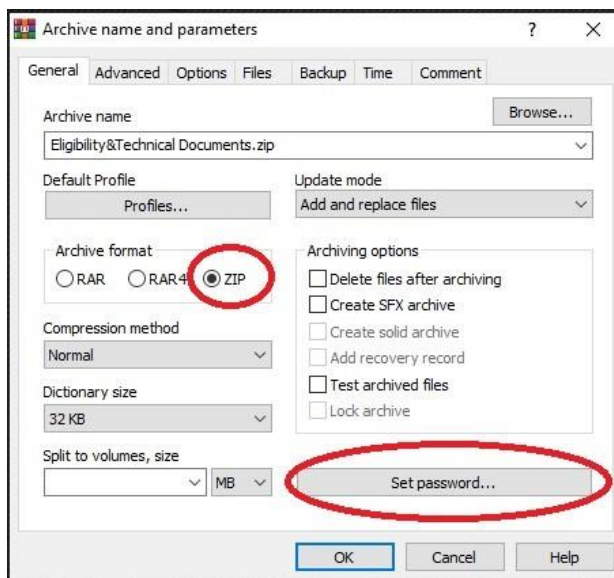 Archive name and parameters
?
General Advanced Options Files Backup Time Comment
Archive name
Browse...
Eligibility&Technical Documents.zip
Default Profile
Profiles...
Update mode
Add and replace files
Archive format
RAR RAR4 ZIP
Compression method
Normal
Dictionary size
32 KB
Split to volumes, size
MB
Archiving options
Delete files after archiving
Create SFX archive
Create solid archive
Add recovery record
Test archived files
Lock archive
Set password...
OK Cancel Help